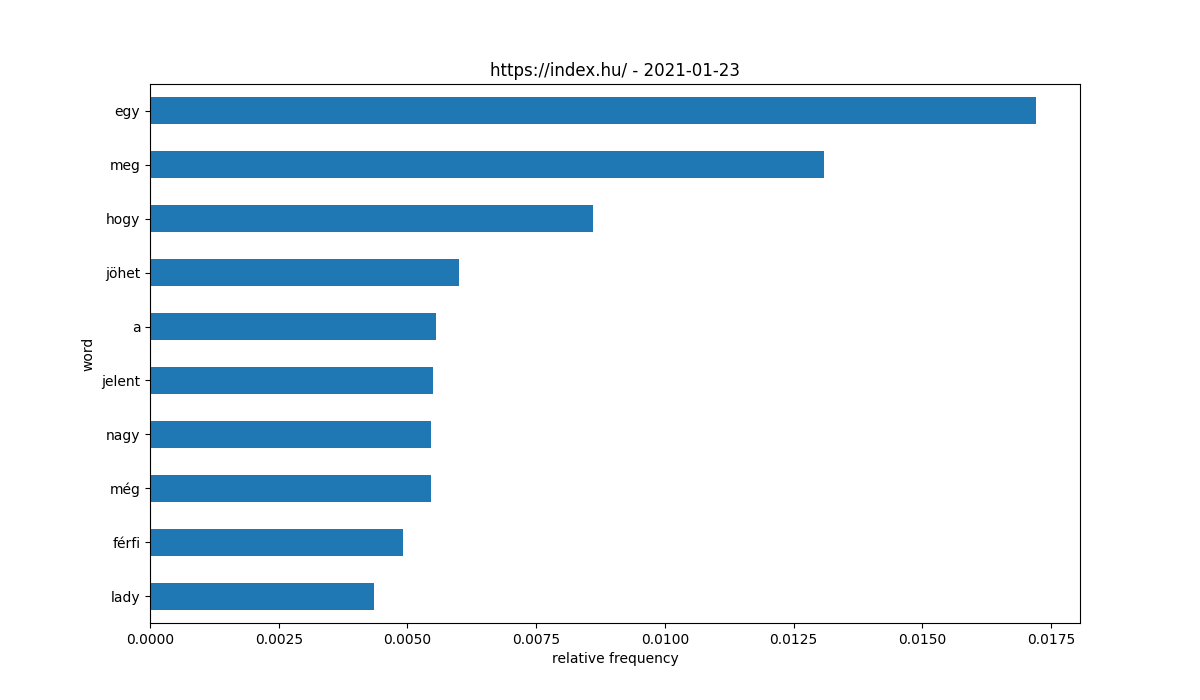 https://index.hu/ - 2021-01-23
egy
meg
hogy
jöhet
a
jelent
nagy
még
férfi
lady
word
0.0000 0.0025 0.0050 0.0075 0.0100 0.0125 0.0150 0.0175
relative frequency